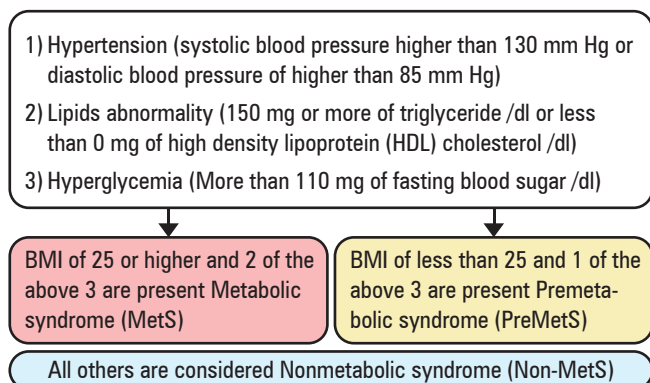 1) Hypertension (systolic blood pressure higher than 130 mm Hg or
diastolic blood pressure of higher than 85 mm Hg)
2) Lipids abnormality (150 mg or more of triglyceride /dl or less
than 0 mg of high density lipoprotein (HDL) cholesterol /dl)
3) Hyperglycemia (More than 110 mg of fasting blood sugar /dl)
BMI of 25 or higher and 2 of the
above 3 are present Metabolic
syndrome (MetS)
BMI of less than 25 and 1 of the
above 3 are present Premeta-
bolic syndrome (PreMetS)
All others are considered Nonmetabolic syndrome (Non-MetS)